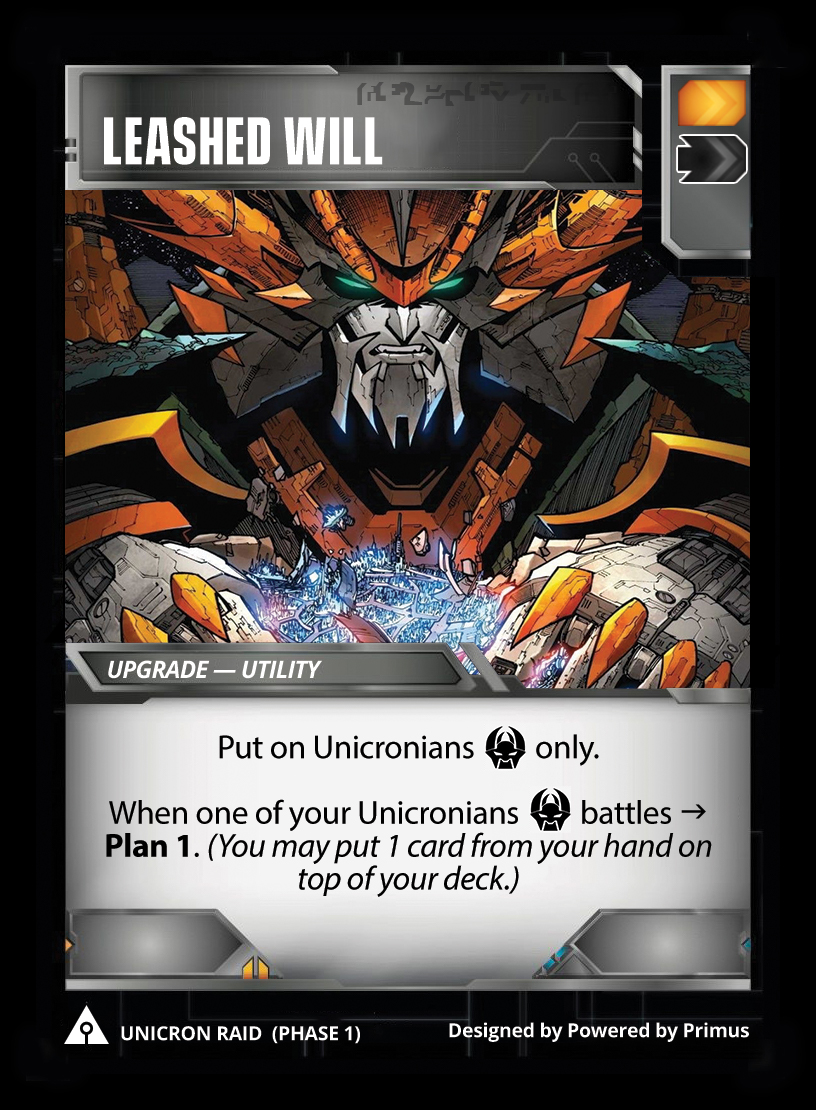 LEASHED WILL
UPGRADE — UTILITY
Put on Unicronians only.
When one of your Unicronians battles →
Plan 1. (You may put 1 card from your hand on
top of your deck.)
UNICRON RAID (PHASE 1)
Designed by Powered by Primus